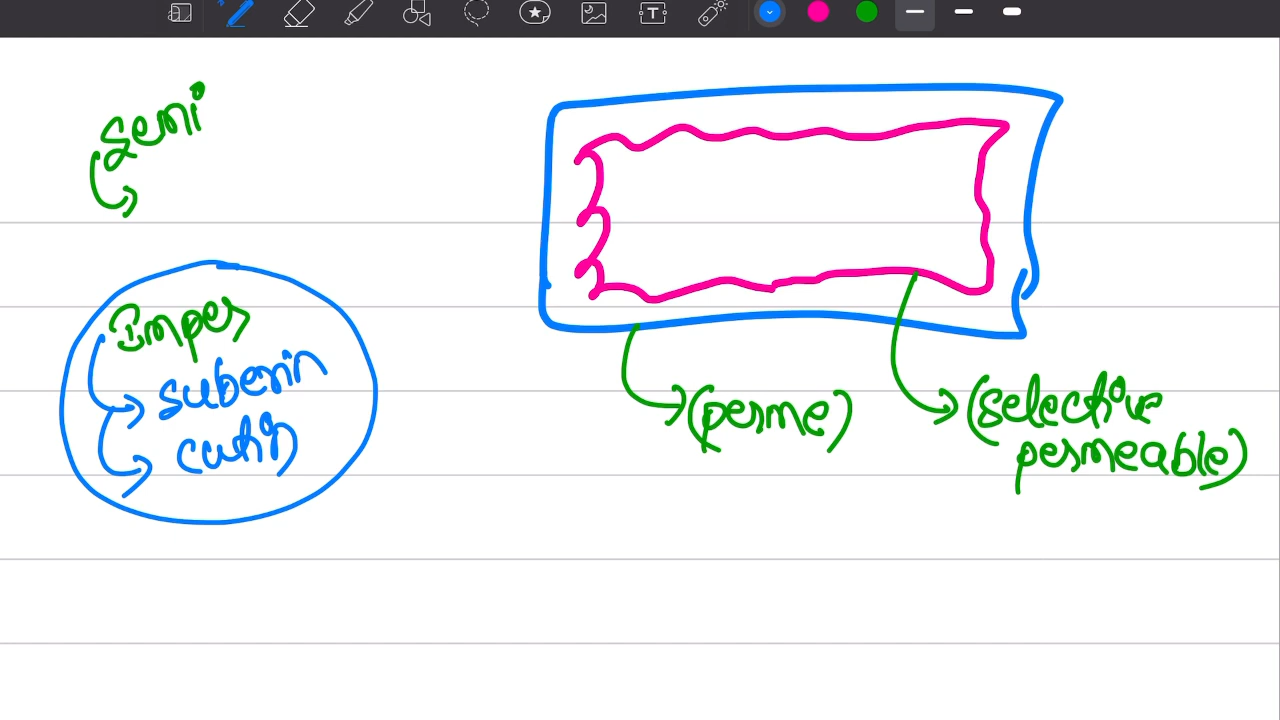 semi
Imper
suberin
cutin
(perme)
(selective
permeable)